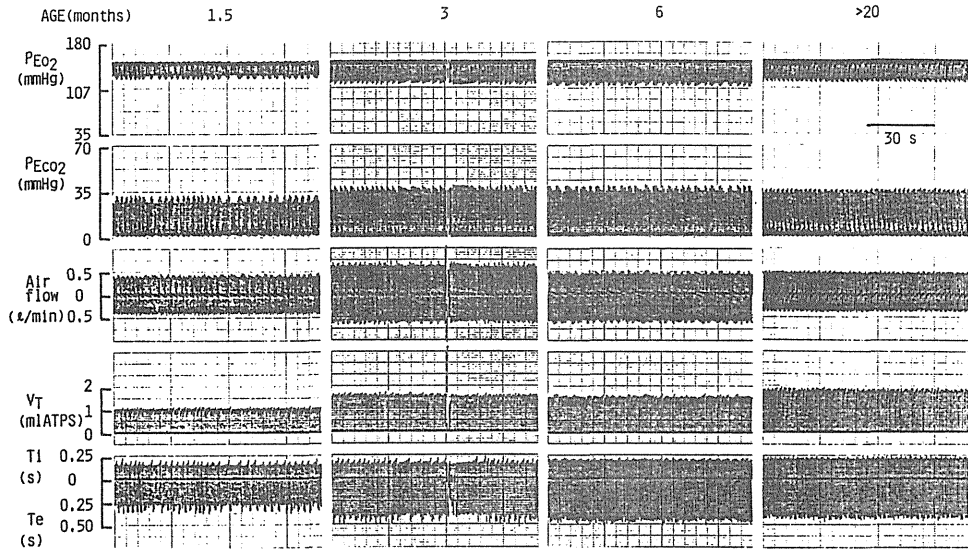 AGE(months) 1.5 3 6 >20
180
PEO2
(mmHg)
107
35
30 s
70
PECO2
(mmHg)
35
0
Air
flow
(ℓ/min)
0.5
0
0.5
VT
(mlATPS)
2
1
0
TI
(s)
0.25
0
0.25
Te
(s)
0.50